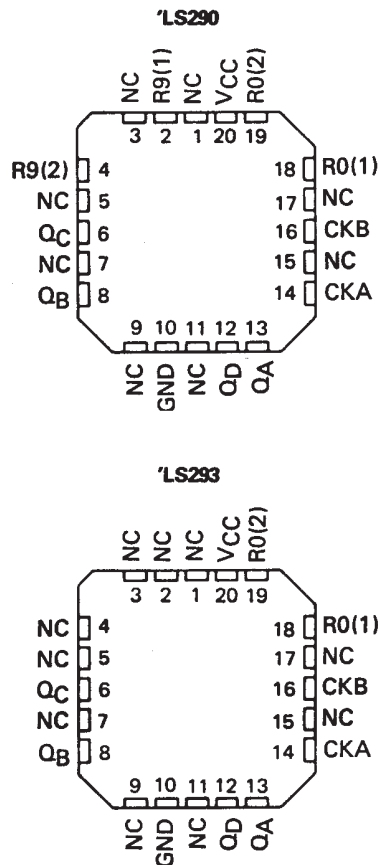 'LS290
NC R9(1) NC VCC R0(2)
3 2 1 20 19
R9(2) 4 18 R0(1)
NC 5 17 NC
QC 6 16 CKB
NC 7 15 NC
QB 8 14 CKA
9 10 11 12 13
NC GND NC QD QA
'LS293
NC NC NC VCC R0(2)
3 2 1 20 19
NC 4 18 R0(1)
NC 5 17 NC
QC 6 16 CKB
NC 7 15 NC
QB 8 14 CKA
9 10 11 12 13
NC GND NC QD QA